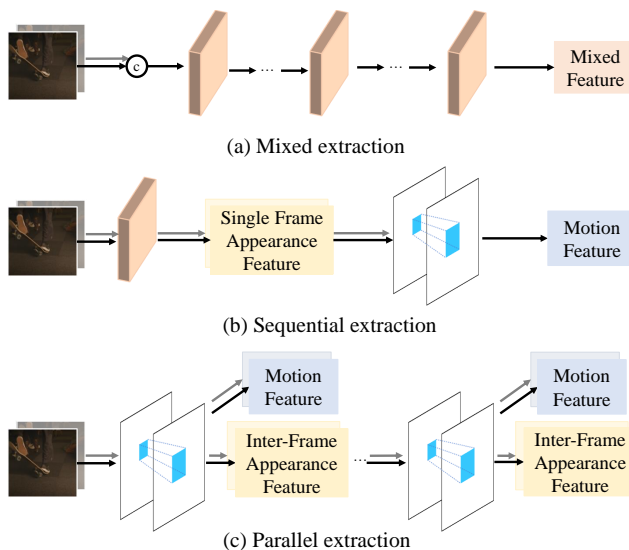 c
...
...
Mixed
Feature
(a) Mixed extraction
Single Frame
Appearance
Feature
Motion
Feature
(b) Sequential extraction
Motion
Feature
Inter-Frame
Appearance
Feature
...
Motion
Feature
Inter-Frame
Appearance
Feature
(c) Parallel extraction